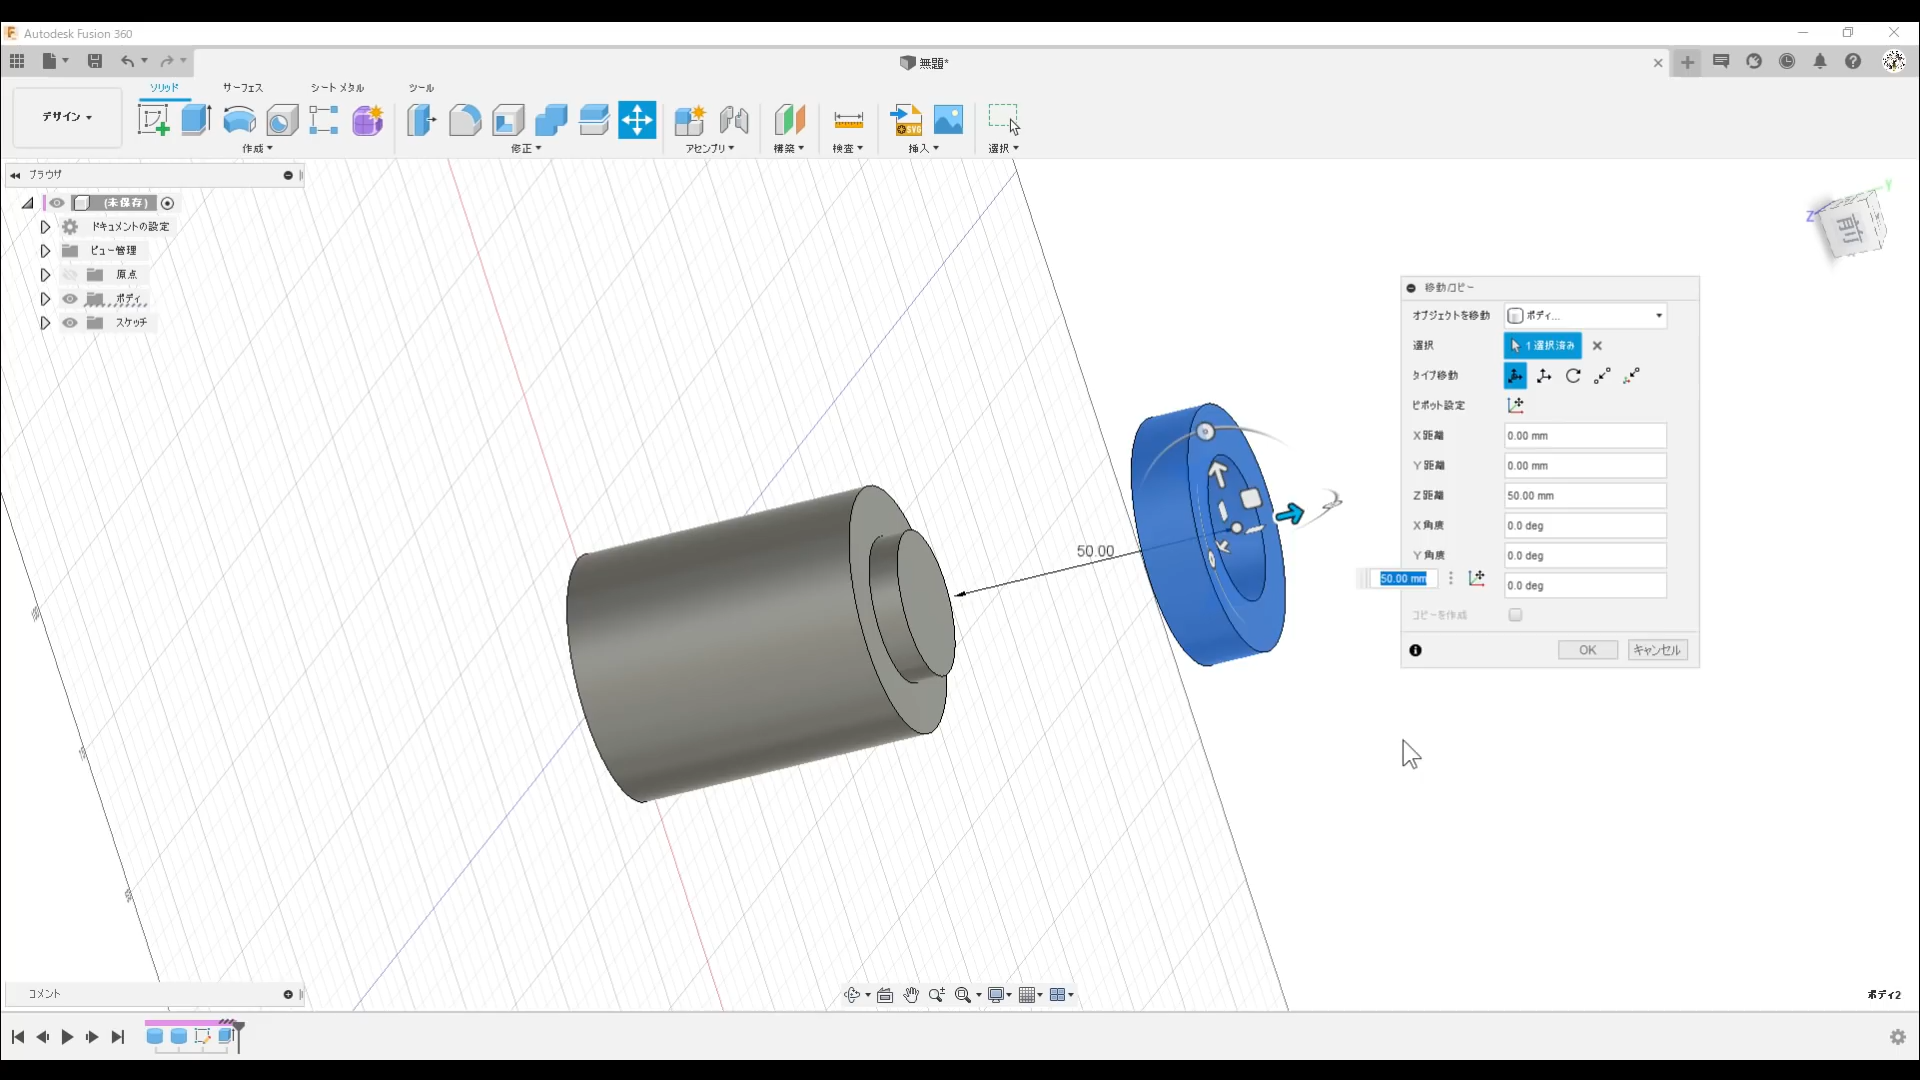 Autodesk Fusion 360
無題*
ソリッド サーフェス シート メタル ツール
デザイン
作成 修正 アセンブリ 構築 検査 挿入 選択
ブラウザ
(未保存)
ドキュメントの設定
ビュー管理
原点
ボディ
スケッチ
50.00
前
Z
Y
移動/コピー
オブジェクトを移動 ボディ...
選択 1 選択済み
タイプ移動
ピボット設定
X 距離 0.00 mm
Y 距離 0.00 mm
Z 距離 50.00 mm
X 角度 0.0 deg
Y 角度 0.0 deg
50.00 mm 0.0 deg
コピーを作成
OK キャンセル
コメント
ボディ2